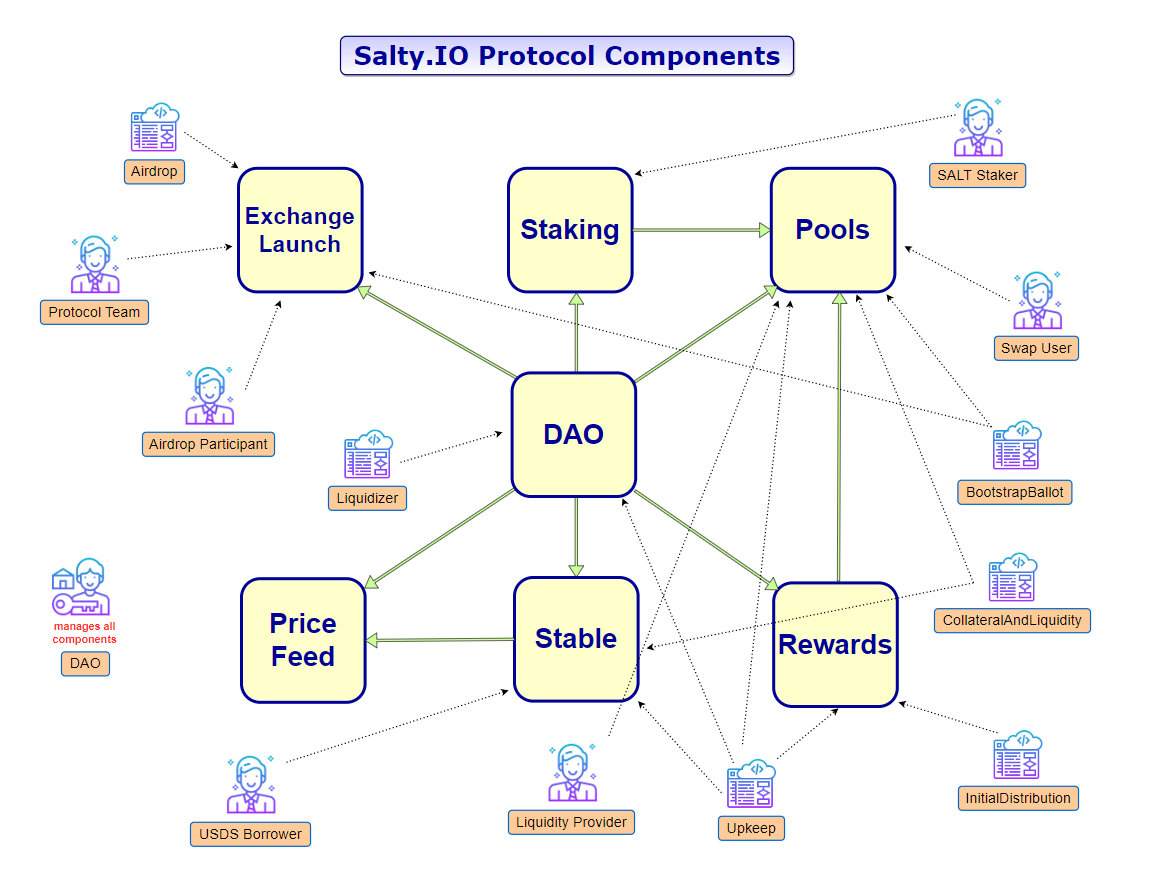 Salty.IO Protocol Components
Airdrop
SALT Staker
Exchange
Launch
Staking
Pools
Protocol Team
Swap User
Airdrop Participant
DAO
Liquidizer
BootstrapBallot
manages all
components
DAO
Price
Feed
Stable
Rewards
CollateralAndLiquidity
USDS Borrower
Liquidity Provider
Upkeep
InitialDistribution